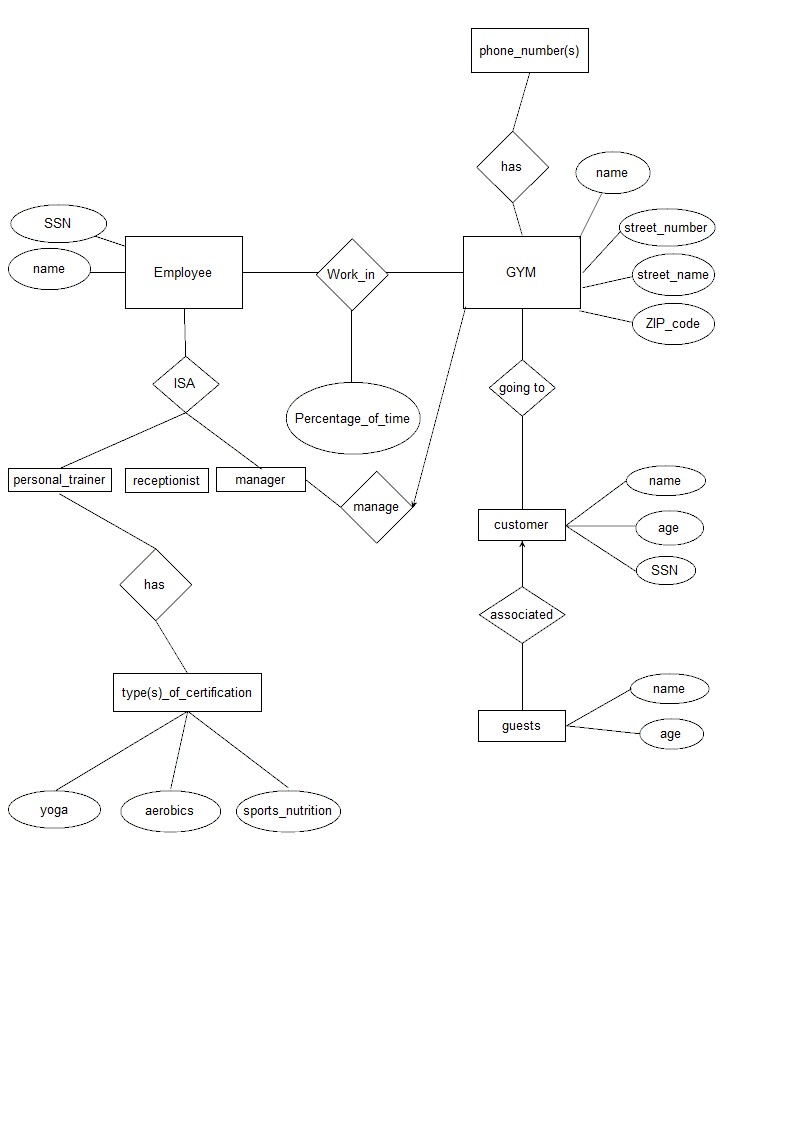 phone_number(s)
has
name
SSN
street_number
name
Employee
Work_in
GYM
street_name
ZIP_code
ISA
going to
Percentage_of_time
personal_trainer
receptionist
manager
name
manage
customer
age
SSN
has
associated
type(s)_of_certification
name
guests
age
yoga
aerobics
sports_nutrition